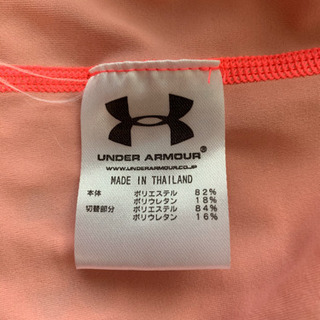 UNDER ARMOUR®
WWW.UNDERARMOUR.CO.JP
MADE IN THAILAND
本体 ポリエステル 82%
ポリウレタン 18%
切替部分 ポリエステル 84%
ポリウレタン 16%